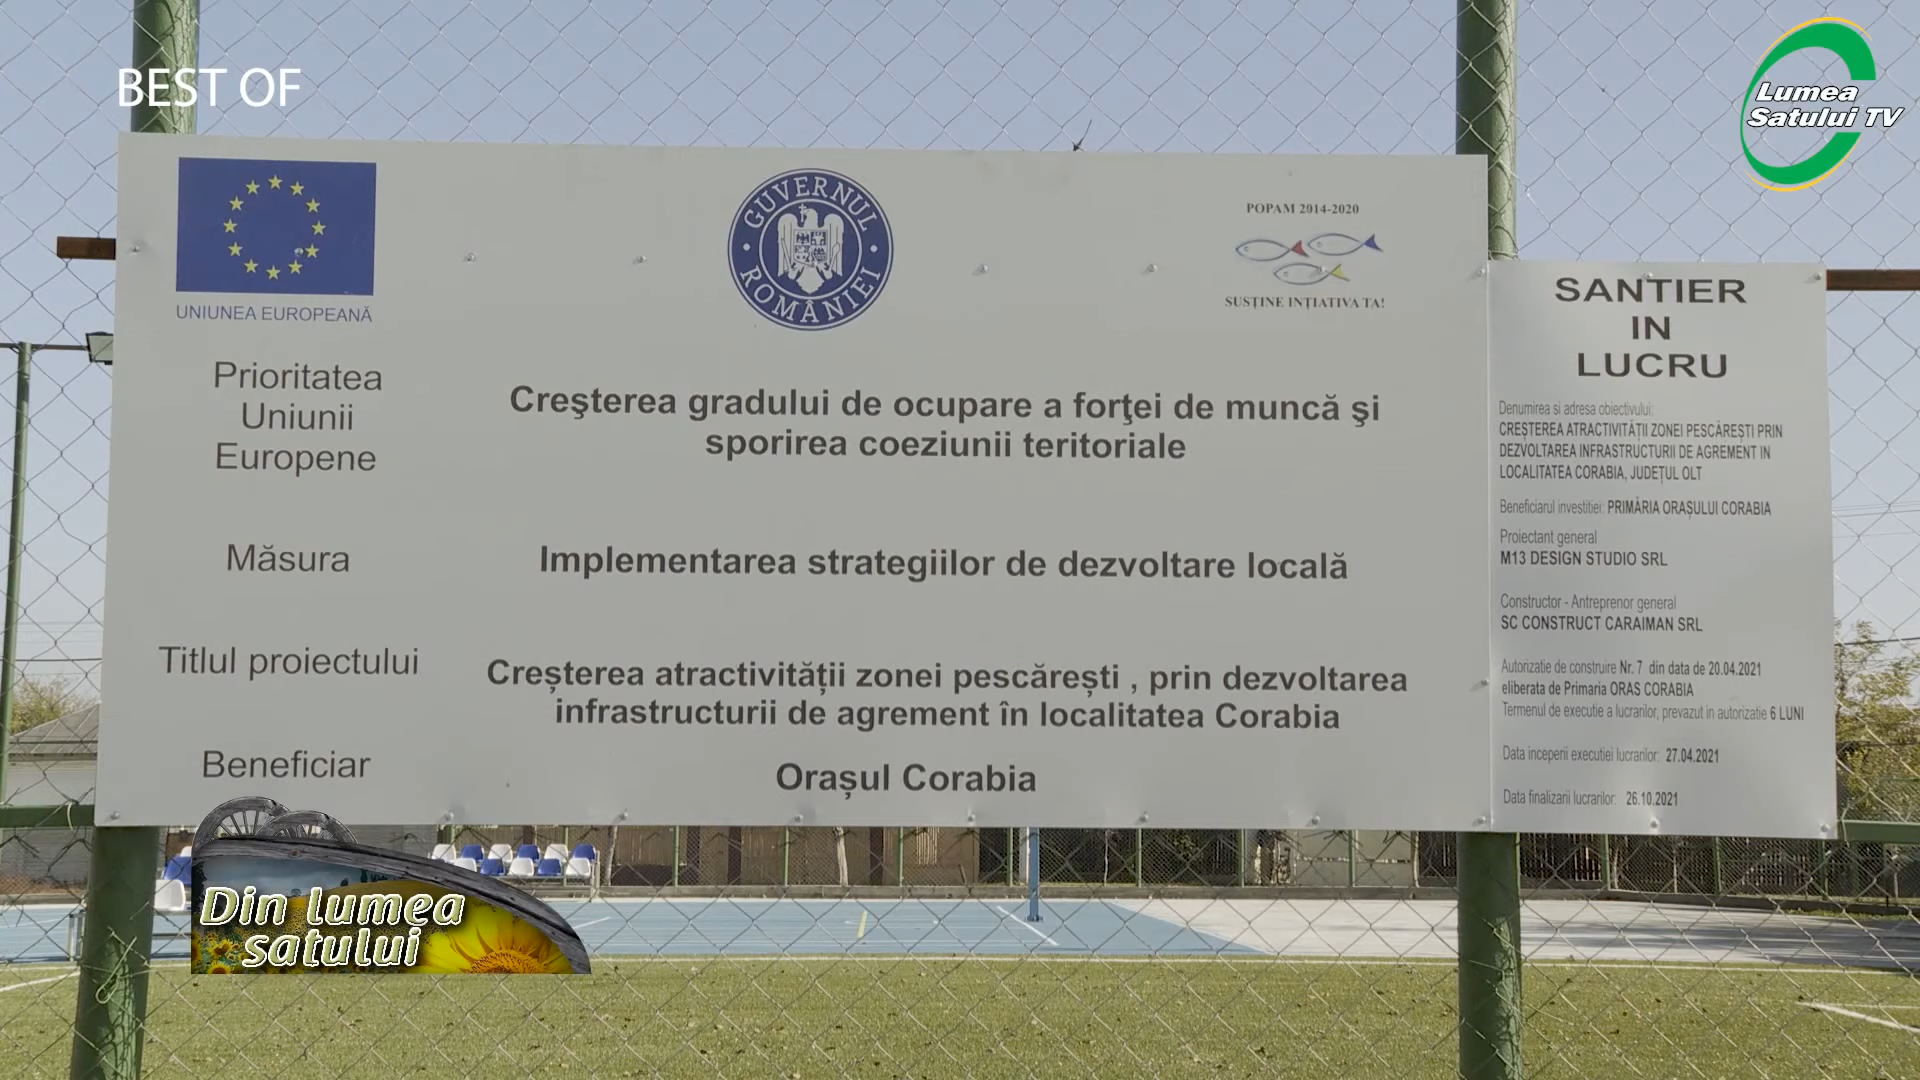 BEST OF
Lumea
Satului TV
UNIUNEA EUROPEANĂ
GUVERNUL
ROMÂNIEI
POPAM 2014-2020
SUSȚINE INȚIATIVA TA!
Prioritatea
Uniunii
Europene
Creşterea gradului de ocupare a forţei de muncă şi
sporirea coeziunii teritoriale
Măsura
Implementarea strategiilor de dezvoltare locală
Titlul proiectului
Creșterea atractivității zonei pescărești , prin dezvoltarea
infrastructurii de agrement în localitatea Corabia
Beneficiar
Orașul Corabia
SANTIER
IN
LUCRU
Denumirea si adresa obiectivului:
CREȘTEREA ATRACTIVITĂȚII ZONEI PESCĂREȘTI PRIN
DEZVOLTAREA INFRASTRUCTURII DE AGREMENT IN
LOCALITATEA CORABIA, JUDEȚUL OLT
Beneficiarul investitiei: PRIMĂRIA ORAȘULUI CORABIA
Proiectant general
M13 DESIGN STUDIO SRL
Constructor - Antreprenor general
SC CONSTRUCT CARAIMAN SRL
Autorizatie de construire Nr. 7 din data de 20.04.2021
eliberata de Primaria ORAS CORABIA
Termenul de executie a lucrarilor, prevazut in autorizatie 6 LUNI
Data inceperii executiei lucrarilor: 27.04.2021
Data finalizarii lucrarilor: 26.10.2021
Din lumea
satului